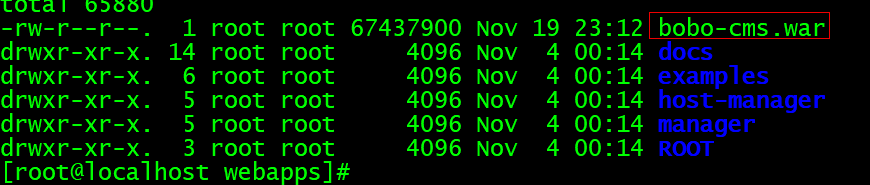 total 65880
-rw-r--r--. 1 root root 67437900 Nov 19 23:12 bobo-cms.war
drwxr-xr-x. 14 root root 4096 Nov 4 00:14 docs
drwxr-xr-x. 6 root root 4096 Nov 4 00:14 examples
drwxr-xr-x. 5 root root 4096 Nov 4 00:14 host-manager
drwxr-xr-x. 5 root root 4096 Nov 4 00:14 manager
drwxr-xr-x. 3 root root 4096 Nov 4 00:14 ROOT
[root@localhost webapps]#